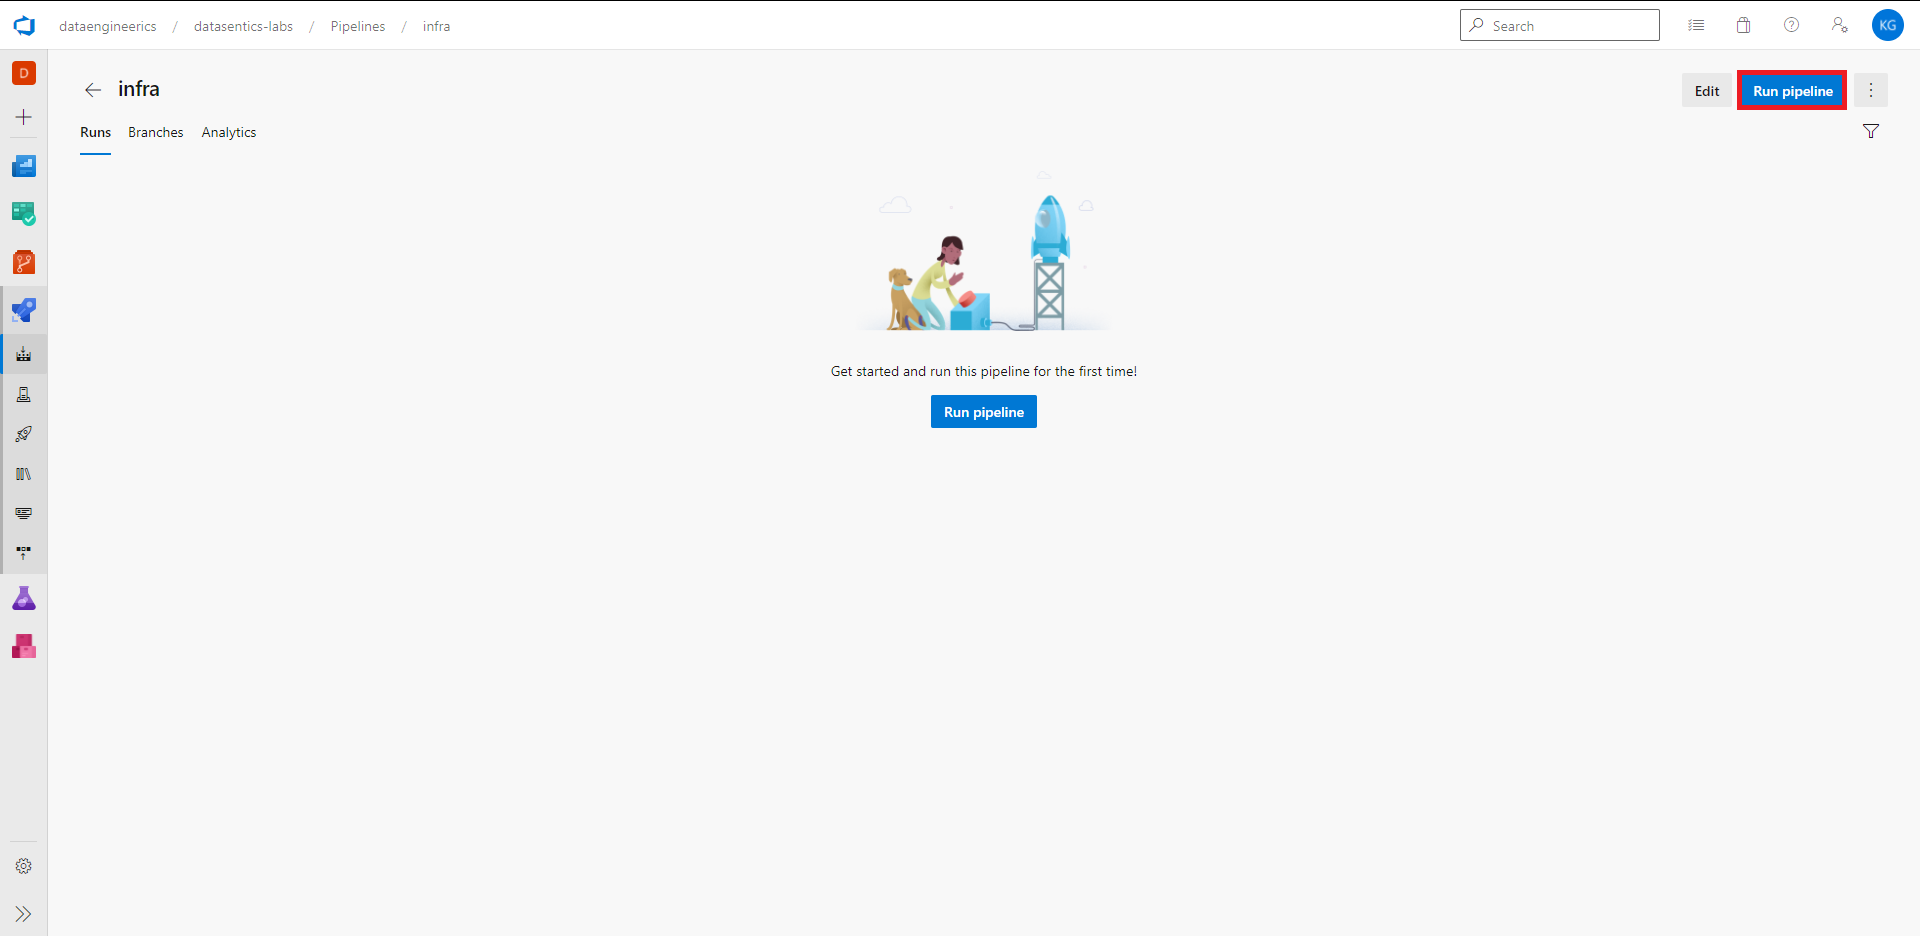 dataengineerics / datasentics-labs / Pipelines / infra
Search
KG
D
infra
Edit
Run pipeline
Runs Branches Analytics
Get started and run this pipeline for the first time!
Run pipeline